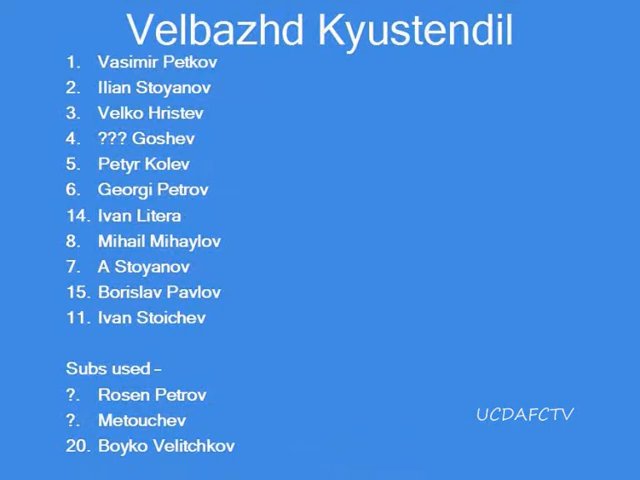 Velbazhd Kyustendil
1. Vasimir Petkov
2. Ilian Stoyanov
3. Velko Hristev
4. ??? Goshev
5. Petyr Kolev
6. Georgi Petrov
14. Ivan Litera
8. Mihail Mihaylov
7. A Stoyanov
15. Borislav Pavlov
11. Ivan Stoichev
Subs used –
?. Rosen Petrov
?. Metouchev
20. Boyko Velitchkov
UCDAFCTV